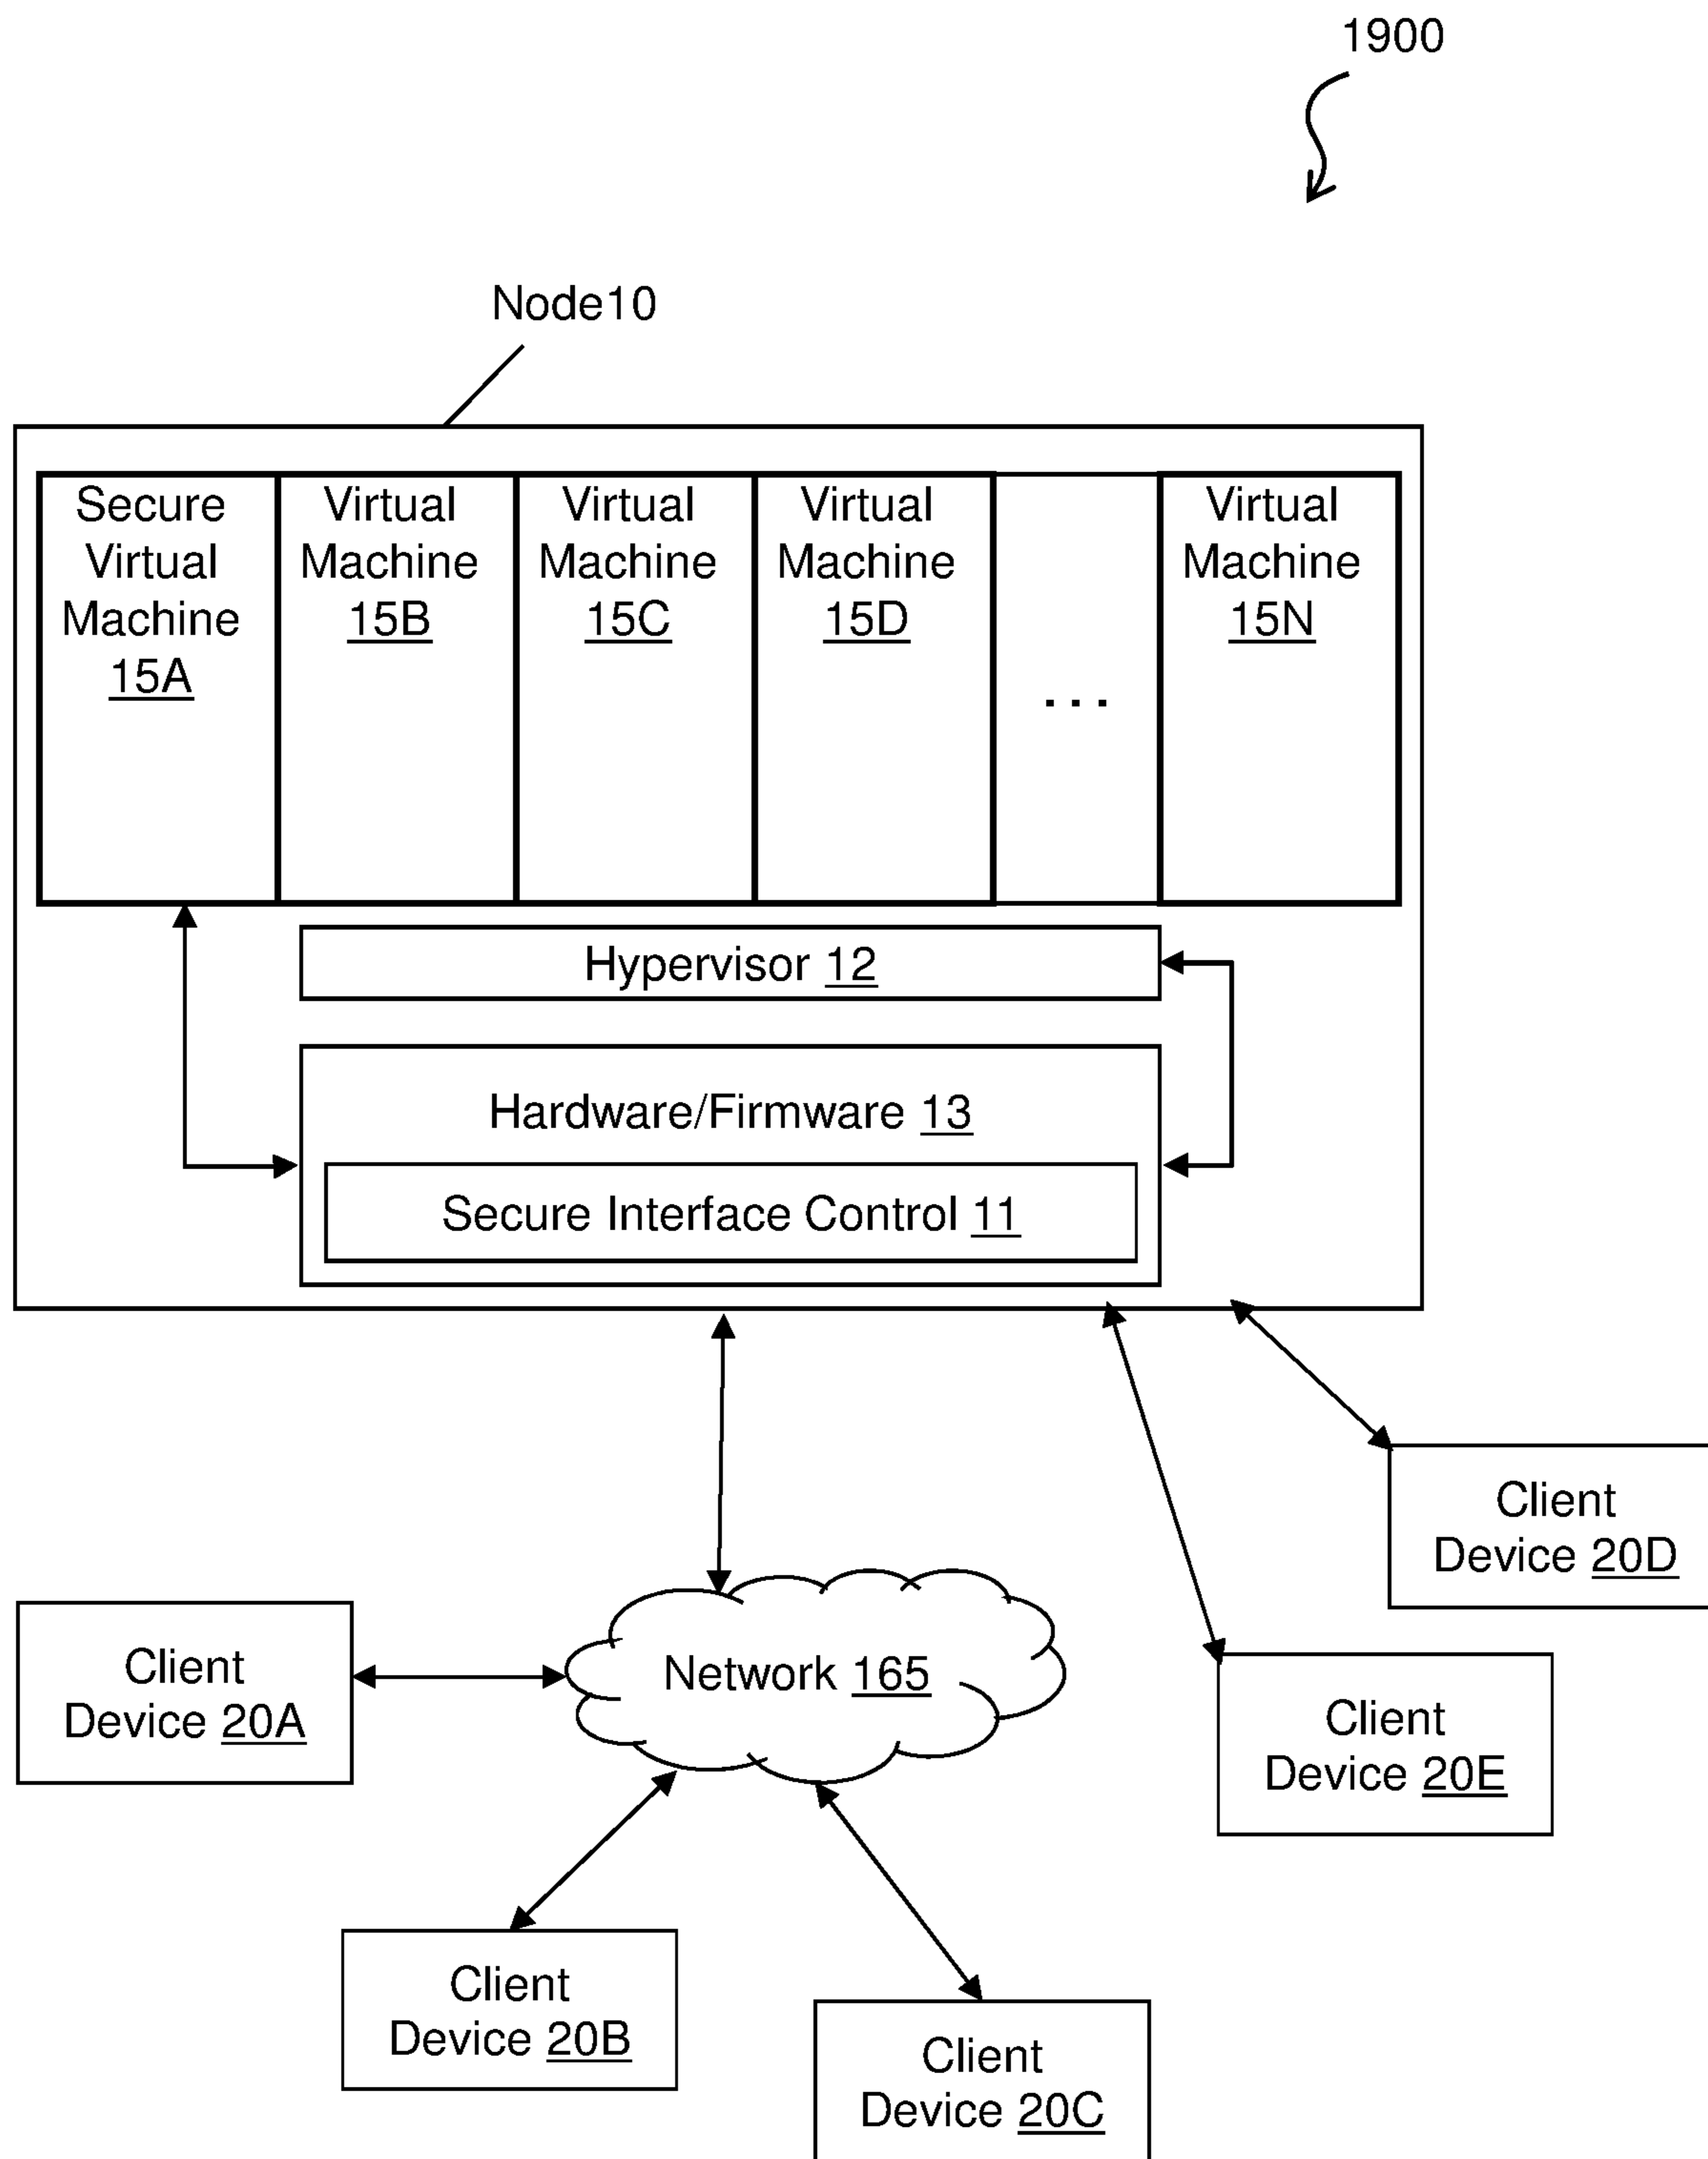 1900
Node10
Secure
Virtual
Machine
15A
Virtual
Machine
15B
Virtual
Machine
15C
Virtual
Machine
15D
...
Virtual
Machine
15N
Hypervisor 12
Hardware/Firmware 13
Secure Interface Control 11
Client
Device 20D
Network 165
Client
Device 20A
Client
Device 20E
Client
Device 20B
Client
Device 20C